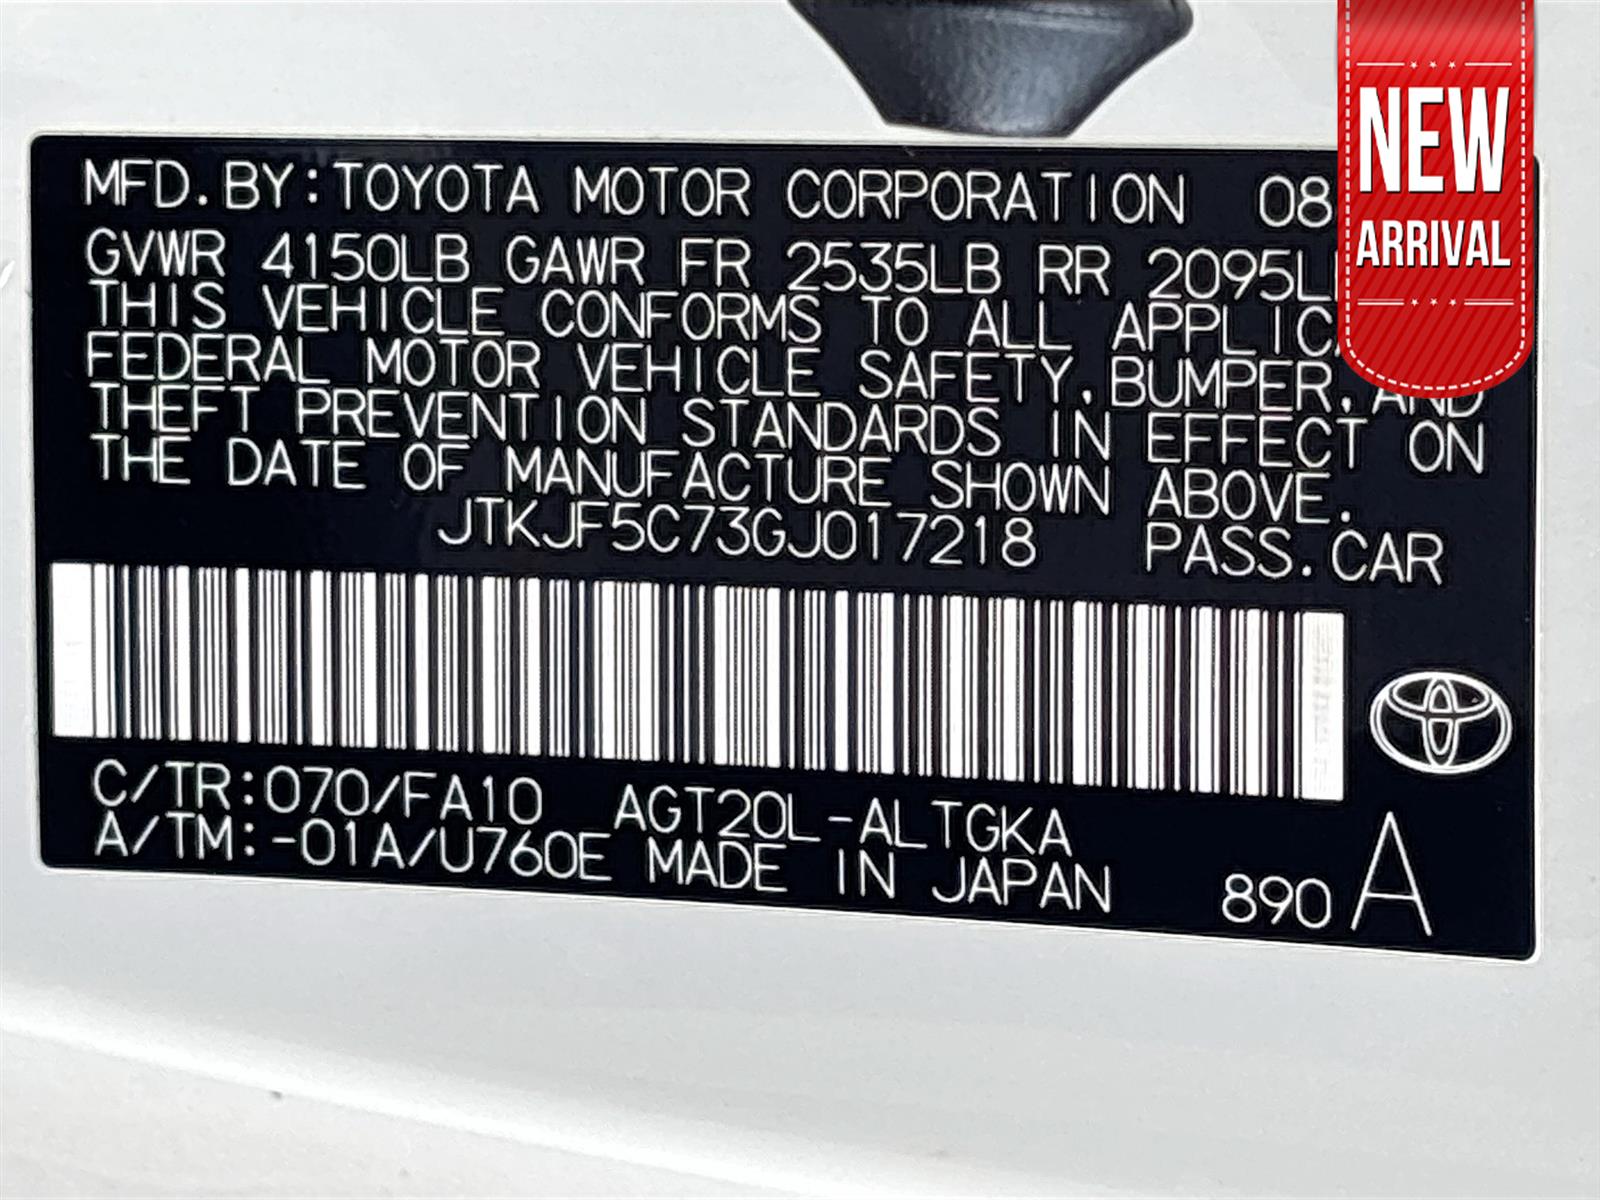 MFD.BY:TOYOTA MOTOR CORPORATION 08
GVWR 4150LB GAWR FR 2535LB RR 2095L
THIS VEHICLE CONFORMS TO ALL
FEDERAL MOTOR VEHICLE SAFETY,BUMPER,AND
THEFT PREVENTION STANDARDS IN EFFECT ON
THE DATE OF MANUFACTURE SHOWN ABOVE.
JTKJF5C73GJ017218 PASS.CAR
C/TR:070/FA10 AGT20L-ALTGKA
A/TM:-01A/U760E MADE IN JAPAN 890 A
NEW
ARRIVAL